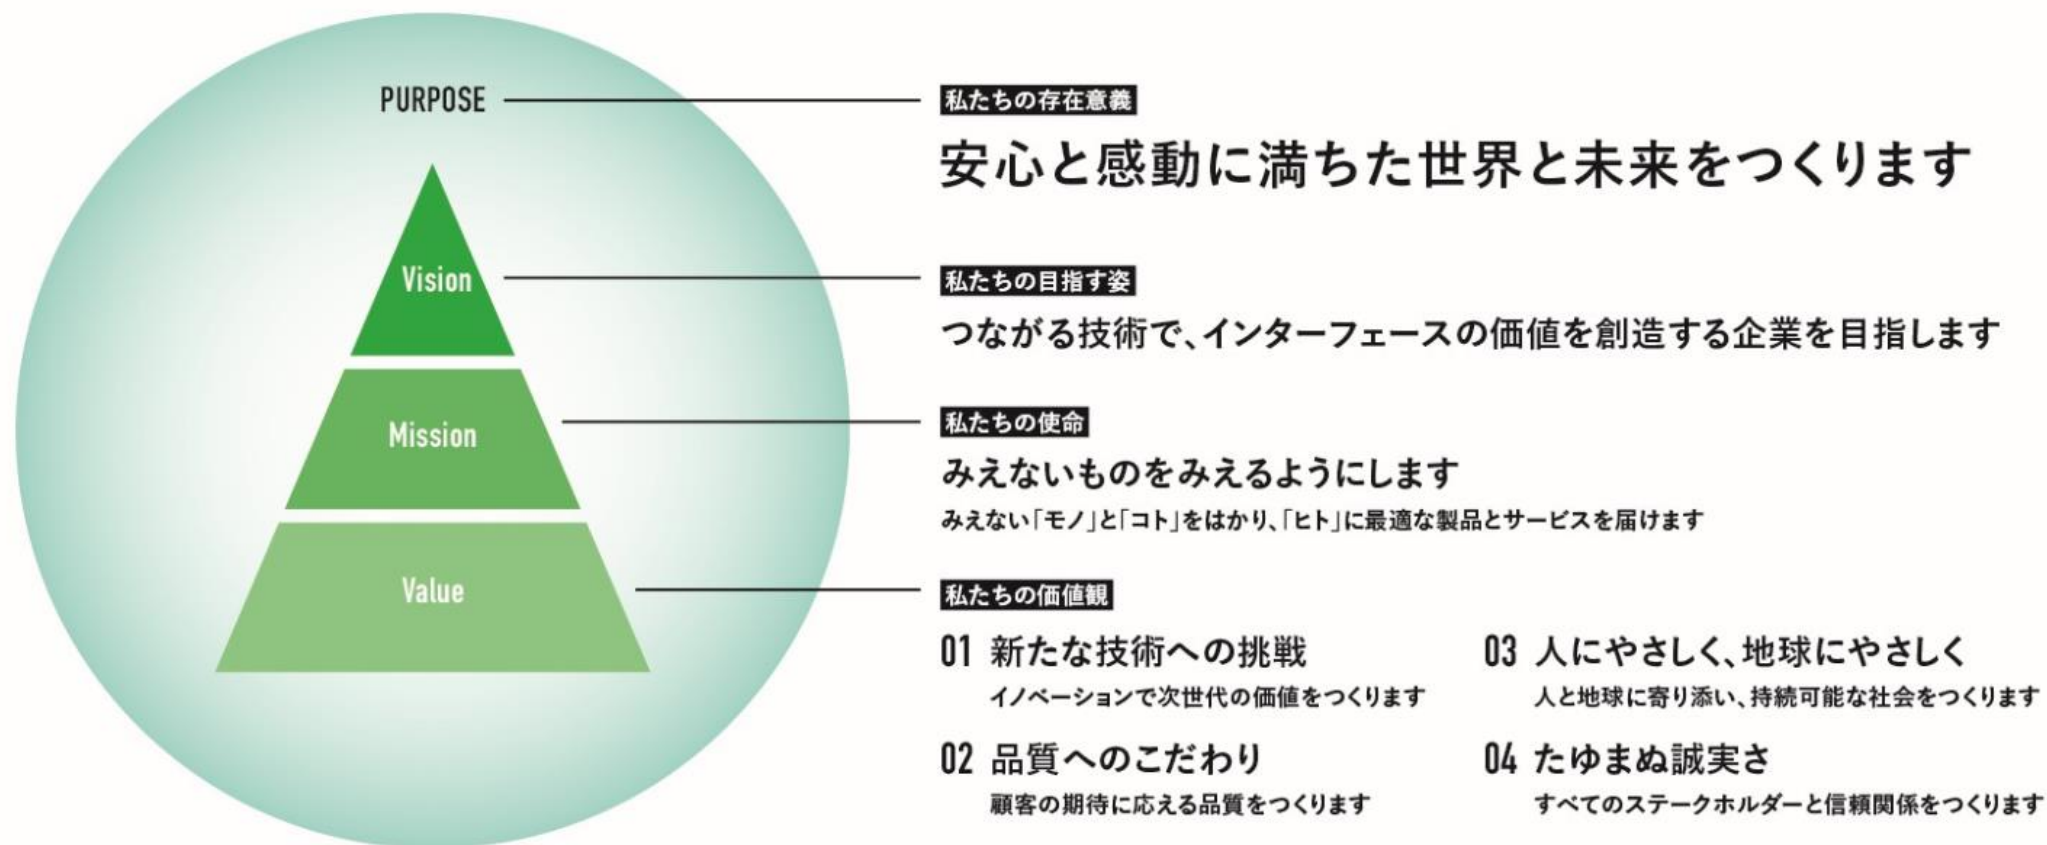 PURPOSE
私たちの存在意義
安心と感動に満ちた世界と未来をつくります
Vision
私たちの目指す姿
つながる技術で、インターフェースの価値を創造する企業を目指します
Mission
私たちの使命
みえないものをみえるようにします
みえない「モノ」と「コト」をはかり、「ヒト」に最適な製品とサービスを届けます
Value
私たちの価値観
01 新たな技術への挑戦
イノベーションで次世代の価値をつくります
02 品質へのこだわり
顧客の期待に応える品質をつくります
03 人にやさしく、地球にやさしく
人と地球に寄り添い、持続可能な社会をつくります
04 たゆまぬ誠実さ
すべてのステークホルダーと信頼関係をつくります